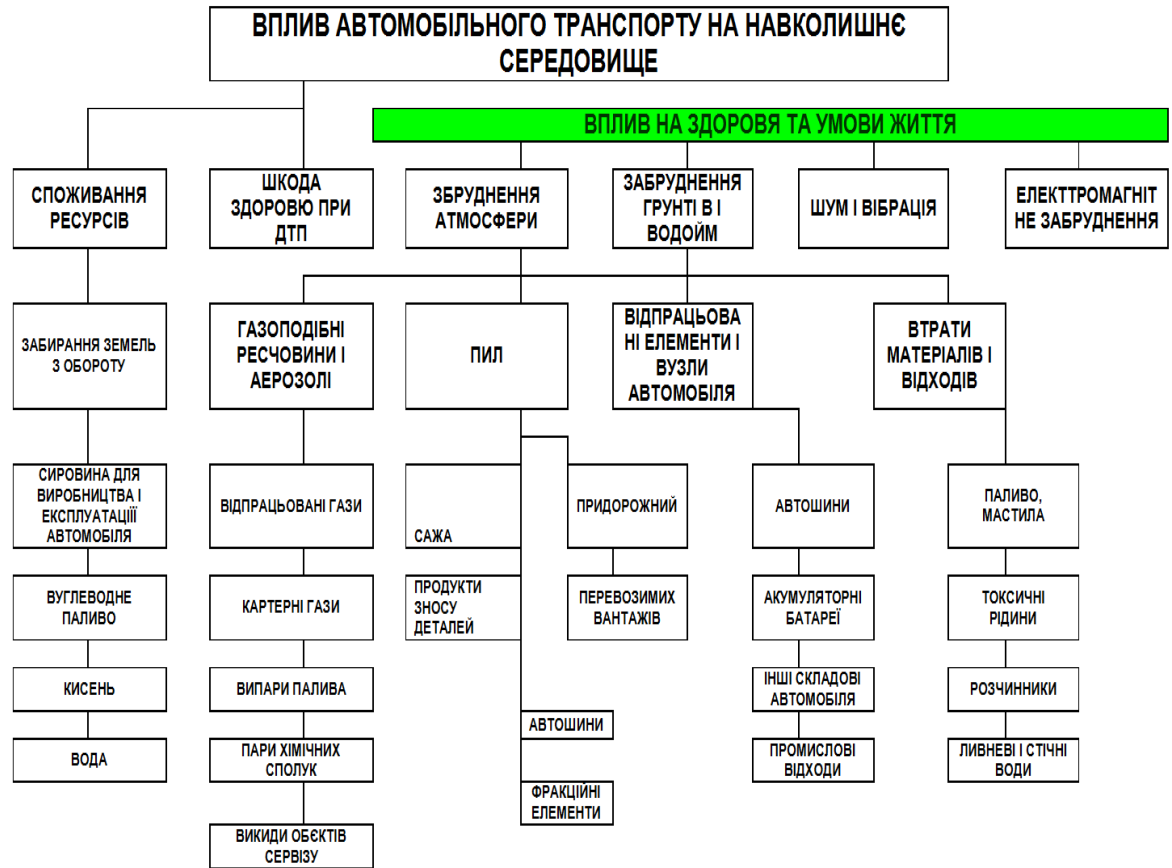 ВПЛИВ АВТОМОБІЛЬНОГО ТРАНСПОРТУ НА НАВКОЛИШНЄ
СЕРЕДОВИЩЕ
ВПЛИВ НА ЗДОРОВЯ ТА УМОВИ ЖИТТЯ
СПОЖИВАННЯ
РЕСУРСІВ
ШКОДА
ЗДОРОВЮ ПРИ
ДТП
ЗБРУДНЕННЯ
АТМОСФЕРИ
ЗАБРУДНЕННЯ
ГРУНТІ В І
ВОДОЙМ
ШУМ І ВІБРАЦІЯ
ЕЛЕКТТРОМАГНІТ
НЕ ЗАБРУДНЕННЯ
ЗАБИРАННЯ ЗЕМЕЛЬ
З ОБОРОТУ
ГАЗОПОДІБНІ
РЕСЧОВИНИ І
АЕРОЗОЛІ
ПИЛ
ВІДПРАЦЬОВА
НІ ЕЛЕМЕНТИ І
ВУЗЛИ
АВТОМОБІЛЯ
ВТРАТИ
МАТЕРІАЛІВ І
ВІДХОДІВ
СИРОВИНА ДЛЯ
ВИРОБНИЦТВА І
ЕКСПЛУАТАЦІЇЇ
АВТОМОБІЛЯ
ВІДПРАЦЬОВАНІ ГАЗИ
САЖА
ПРИДОРОЖНИЙ
АВТОШИНИ
ПАЛИВО,
МАСТИЛА
ВУГЛЕВОДНЕ
ПАЛИВО
КАРТЕРНІ ГАЗИ
ПРОДУКТИ
ЗНОСУ
ДЕТАЛЕЙ
ПЕРЕВОЗИМИХ
ВАНТАЖІВ
АКУМУЛЯТОРНІ
БАТАРЕЇ
ТОКСИЧНІ
РІДИНИ
КИСЕНЬ
ВИПАРИ ПАЛИВА
ІНШІ СКЛАДОВІ
АВТОМОБІЛЯ
РОЗЧИННИКИ
АВТОШИНИ
ВОДА
ПАРИ ХІМІЧНИХ
СПОЛУК
ПРОМИСЛОВІ
ВІДХОДИ
ЛИВНЕВІ І СТІЧНІ
ВОДИ
ФРАКЦІЙНІ
ЕЛЕМЕНТИ
ВИКИДИ ОБЄКТІВ
СЕРВІЗУ